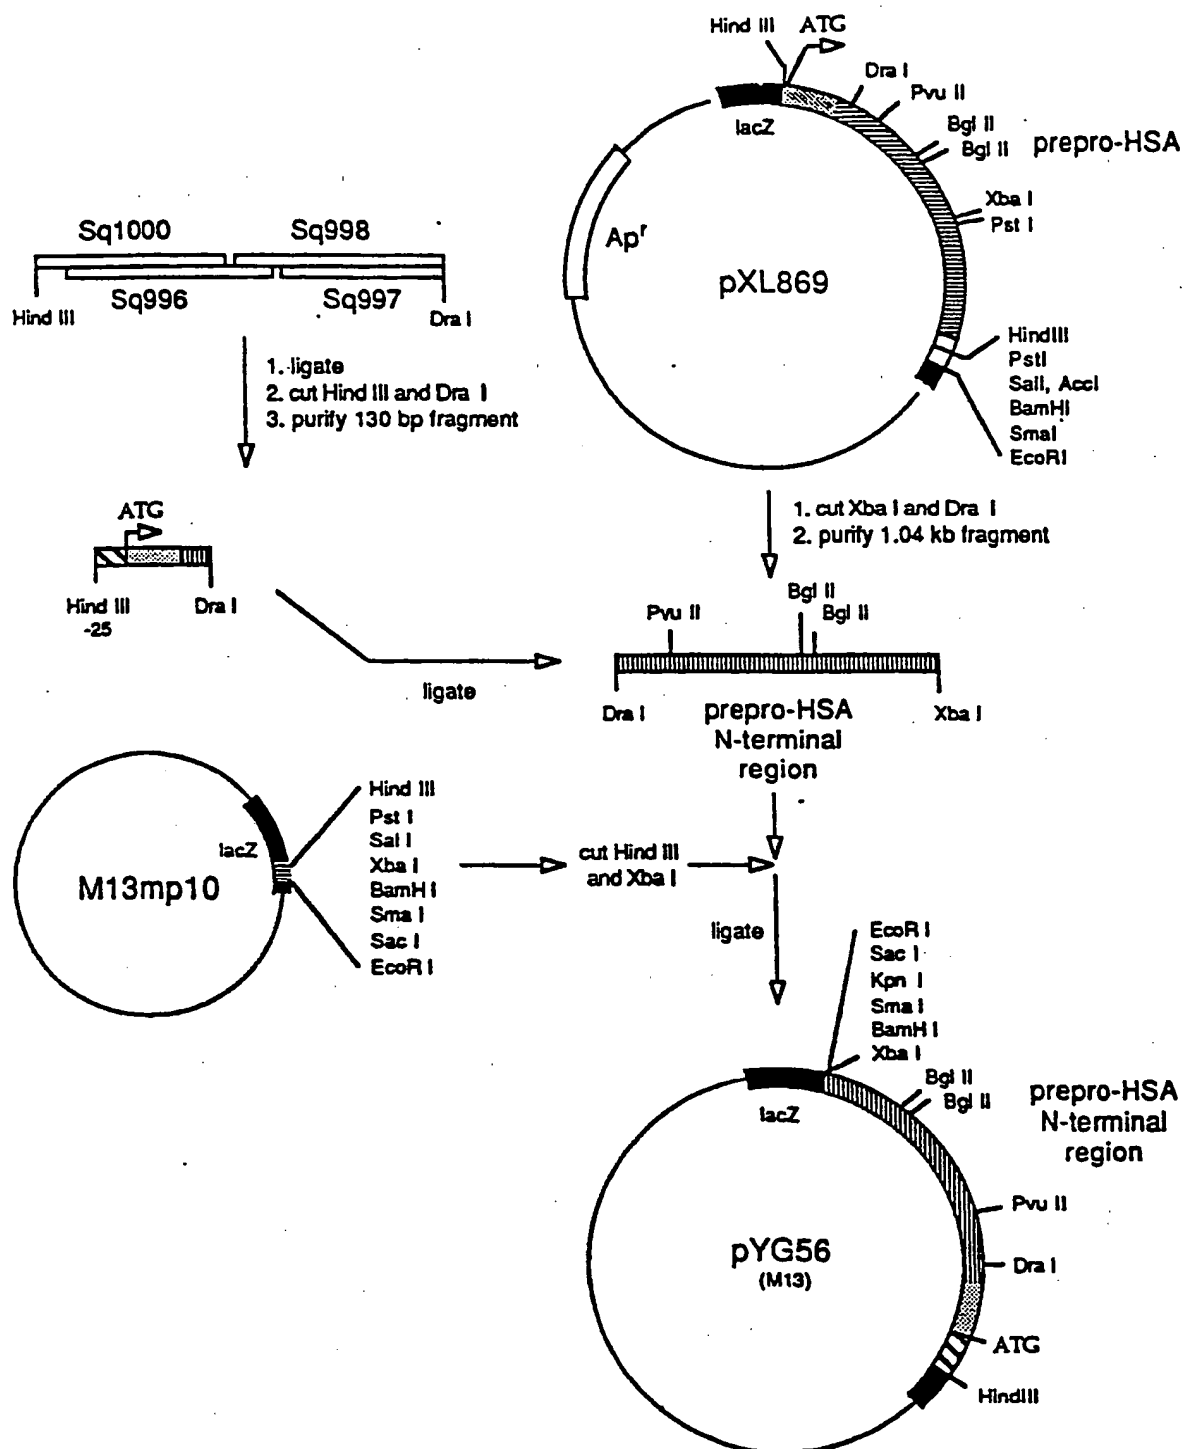 Hind III
ATG
Dra I
Pvu II
Bgl II
Bgl II
prepro-HSA
Xba I
Pst I
lacZ
Ap^r
pXL869
HindIII
PstI
SalI, AccI
BamHI
SmaI
EcoRI
Sq1000
Sq998
Sq996
Sq997
Hind III
Dra I
1. ligate
2. cut Hind III and Dra I
3. purify 130 bp fragment
1. cut Xba I and Dra I
2. purify 1.04 kb fragment
ATG
Hind III
-25
Dra I
ligate
Pvu II
Bgl II
Bgl II
Dra I
Xba I
prepro-HSA
N-terminal
region
M13mp10
lacZ
Hind III
Pst I
Sal I
Xba I
BamH I
Sma I
Sac I
EcoR I
cut Hind III
and Xba I
ligate
EcoR I
Sac I
Kpn I
Sma I
BamH I
Xba I
Bgl II
Bgl II
prepro-HSA
N-terminal
region
lacZ
Pvu II
Dra I
ATG
HindIII
pYG56
(M13)